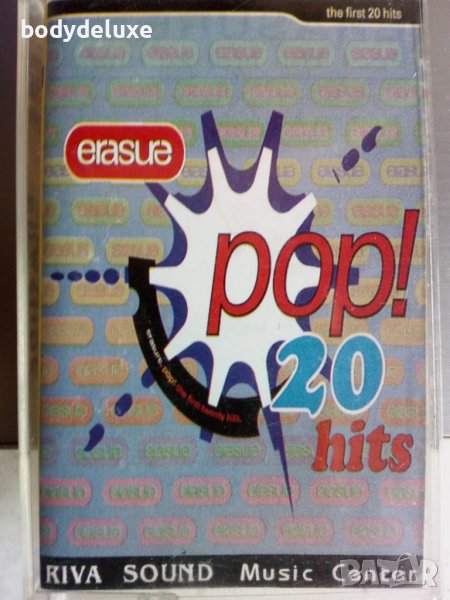 bodydeluxe
the first 20 hits
erasure
pop!
20
hits
erasure. pop! the first twenty hits.
RIVA SOUND Music Center
BAZAR